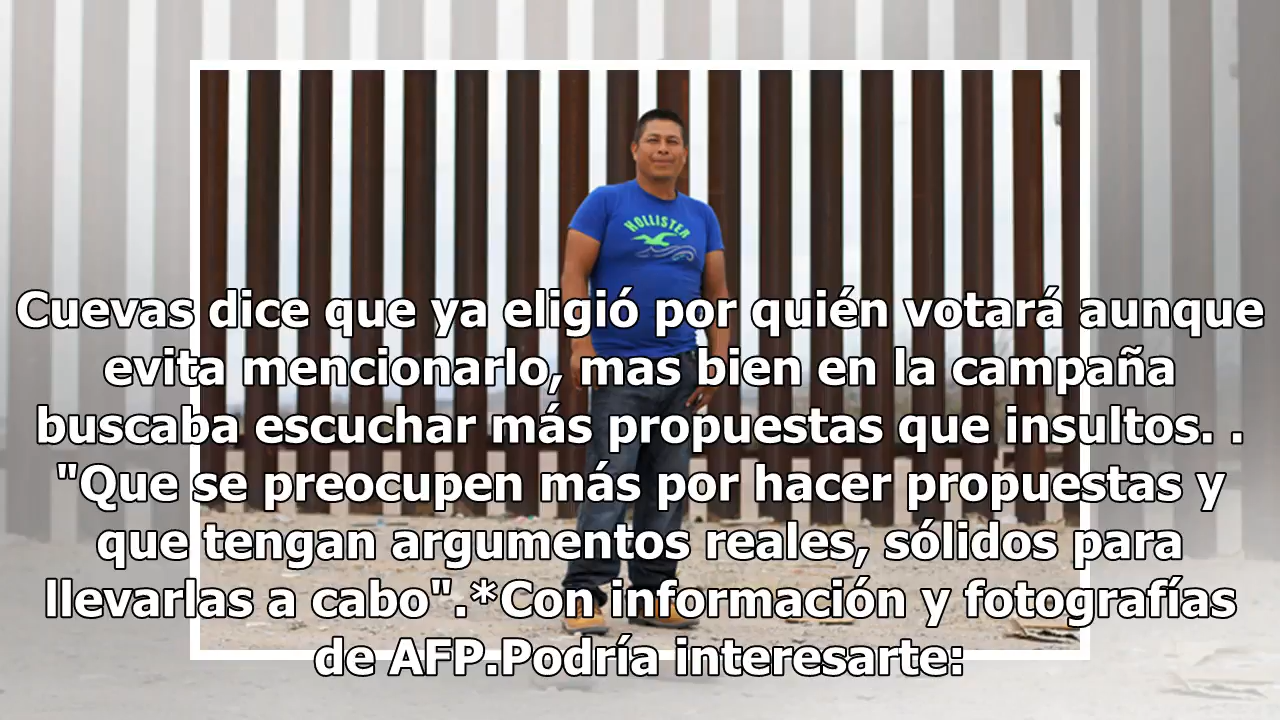 HOLLISTER
Cuevas dice que ya eligió por quién votará aunque
evita mencionarlo, mas bien en la campaña
buscaba escuchar más propuestas que insultos. .
"Que se preocupen más por hacer propuestas y
que tengan argumentos reales, sólidos para
llevarlas a cabo".*Con información y fotografías
de AFP.Podría interesarte: